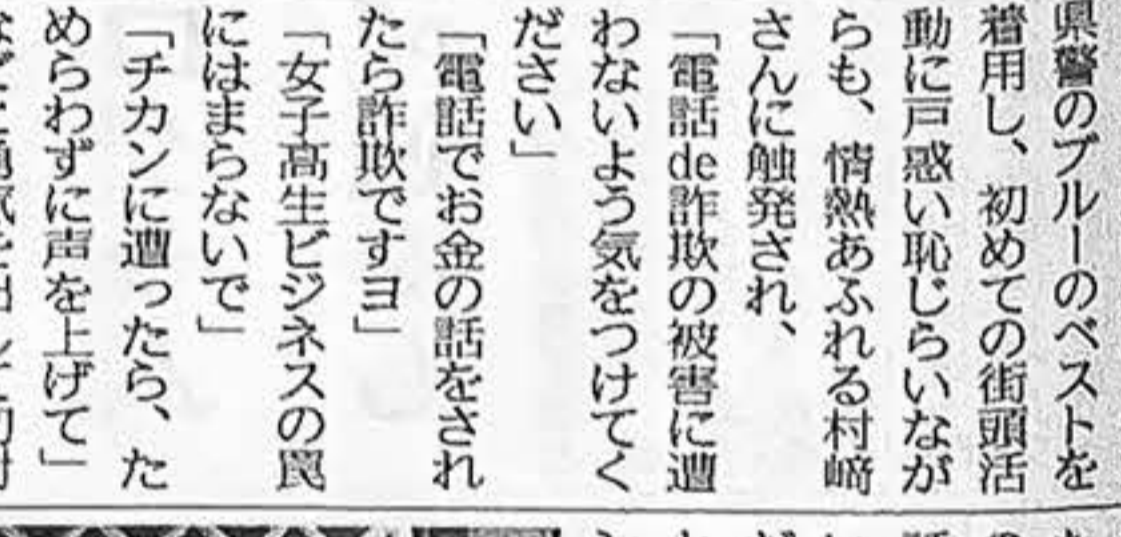 県警のブルーのベストを
着用し、初めての街頭活
動に戸惑い恥じらいなが
らも、情熱あふれる村﨑
さんに触発され、
「電話de詐欺の被害に遭
わないよう気をつけてく
ださい」
「電話でお金の話をされ
たら詐欺ですヨ」
「女子高生ビジネスの罠
にはまらないで」
「チカンに遭ったら、た
めらわずに声を上げて」